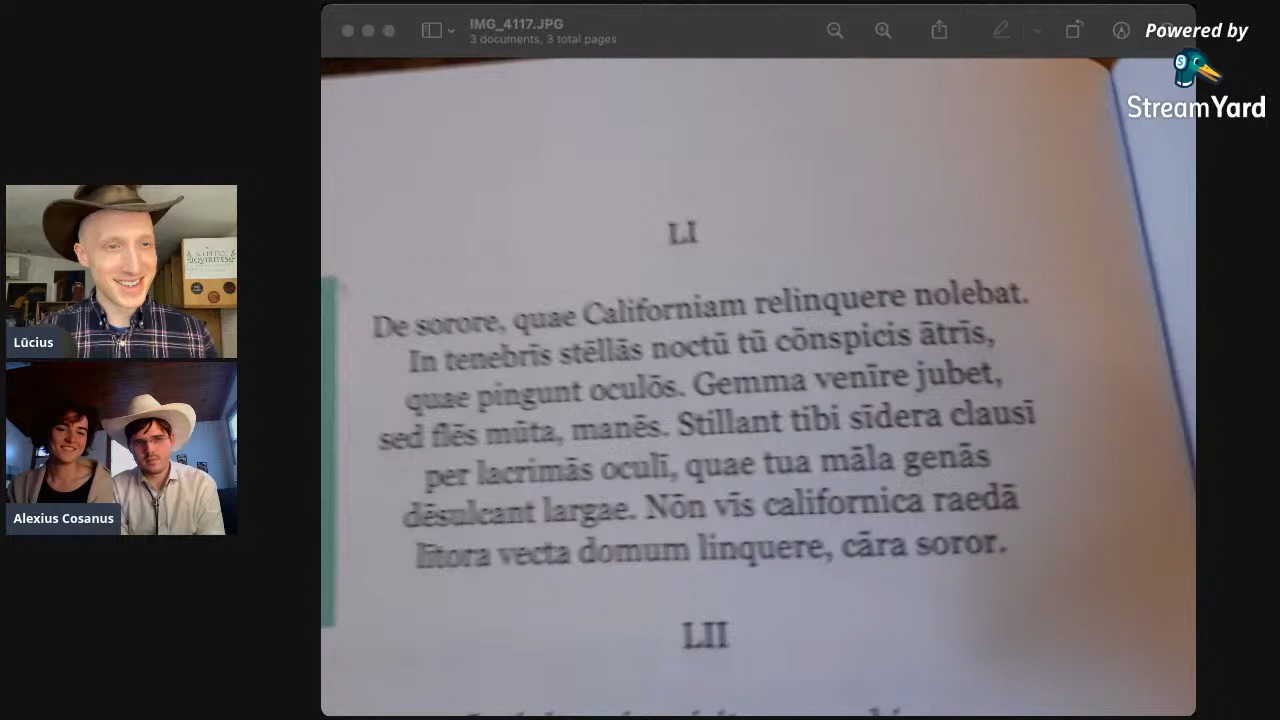 IMG_4117.JPG
3 documents, 3 total pages
Powered by
StreamYard
LI
De sorore, quae Californiam relinquere nolebat.
In tenebrīs stēllās noctū tū cōnspicis ātrīs,
quae pingunt oculōs. Gemma venīre jubet,
sed flēs mūta, manēs. Stillant tibi sīdera clausī
per lacrimās oculī, quae tua māla genās
dēsulcant largae. Nōn vīs californica raedā
lītora vecta domum linquere, cāra soror.
LII
Lūcius
Alexius Cosanus